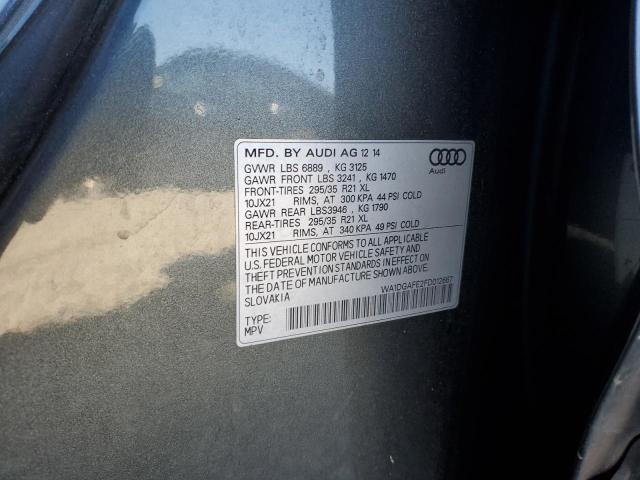 MFD. BY AUDI AG 12 14
Audi
GVWR LBS 6889 , KG 3125
GAWR FRONT LBS 3241 , KG 1470
FRONT-TIRES 295/35 R21 XL
10JX21 RIMS, AT 300 KPA 44 PSI COLD
GAWR REAR LBS3946 , KG 1790
REAR-TIRES 295/35 R21 XL
10JX21 RIMS, AT 340 KPA 49 PSI COLD
THIS VEHICLE CONFORMS TO ALL APPLICABLE
U.S.FEDERAL MOTOR VEHICLE SAFETY AND
THEFT PREVENTION STANDARDS IN EFFECT ON
THE DATE OF MANUFACTURE SHOWN ABOVE.
SLOVAKIA
WA1DGAFE2FD012667
TYPE:
MPV